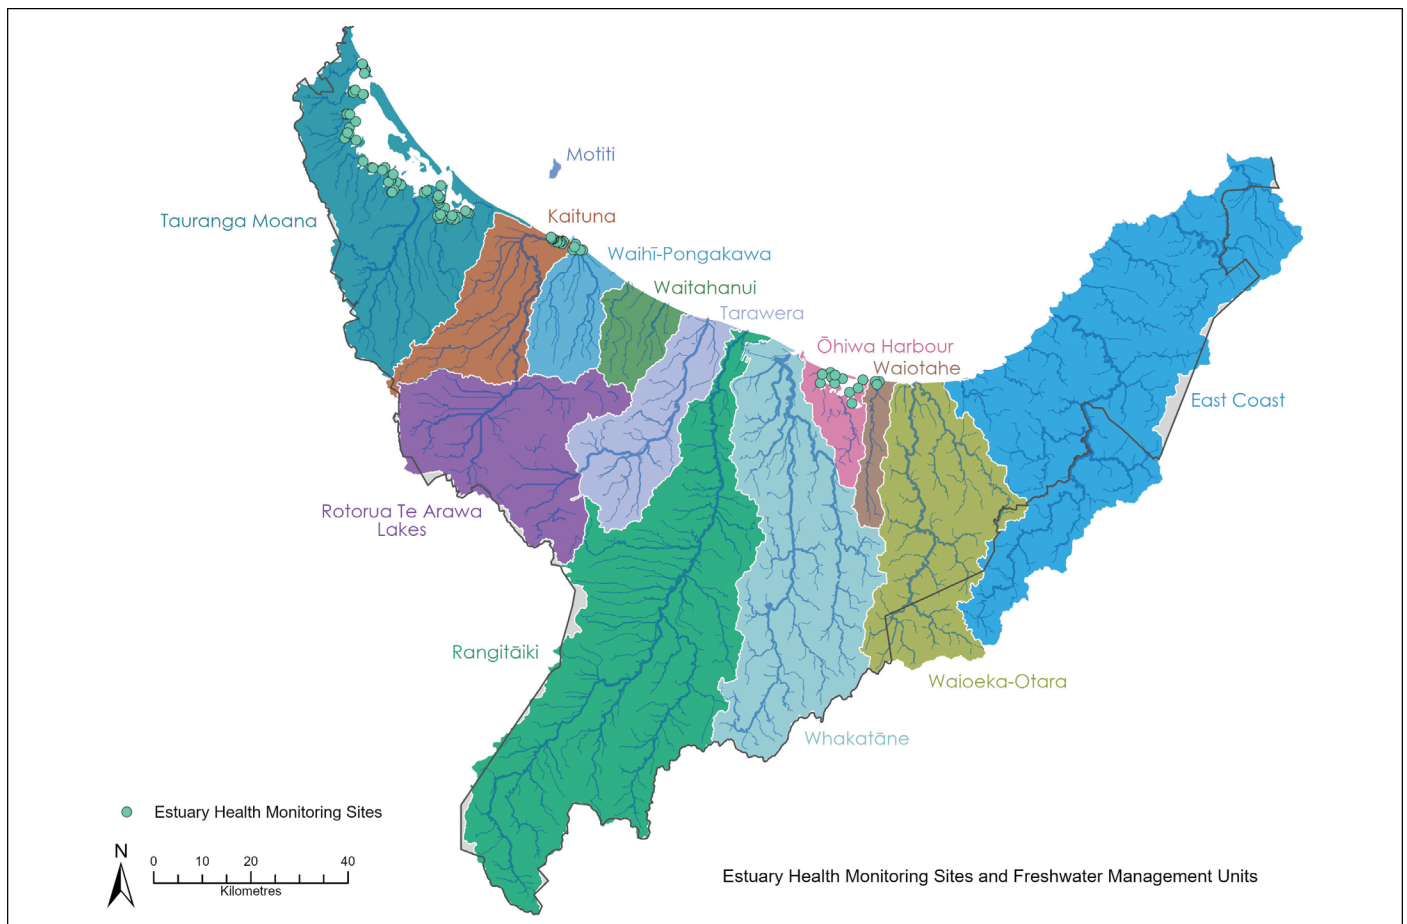 Motiti
Tauranga Moana
Kaituna
Waihī-Pongakawa
Waitahanui
Tarawera
Ōhiwa Harbour
Waiotahe
East Coast
Rotorua Te Arawa
Lakes
Rangitāiki
Waioeka-Otara
Whakatāne
Estuary Health Monitoring Sites
N
0 10 20 40
Kilometres
Estuary Health Monitoring Sites and Freshwater Management Units